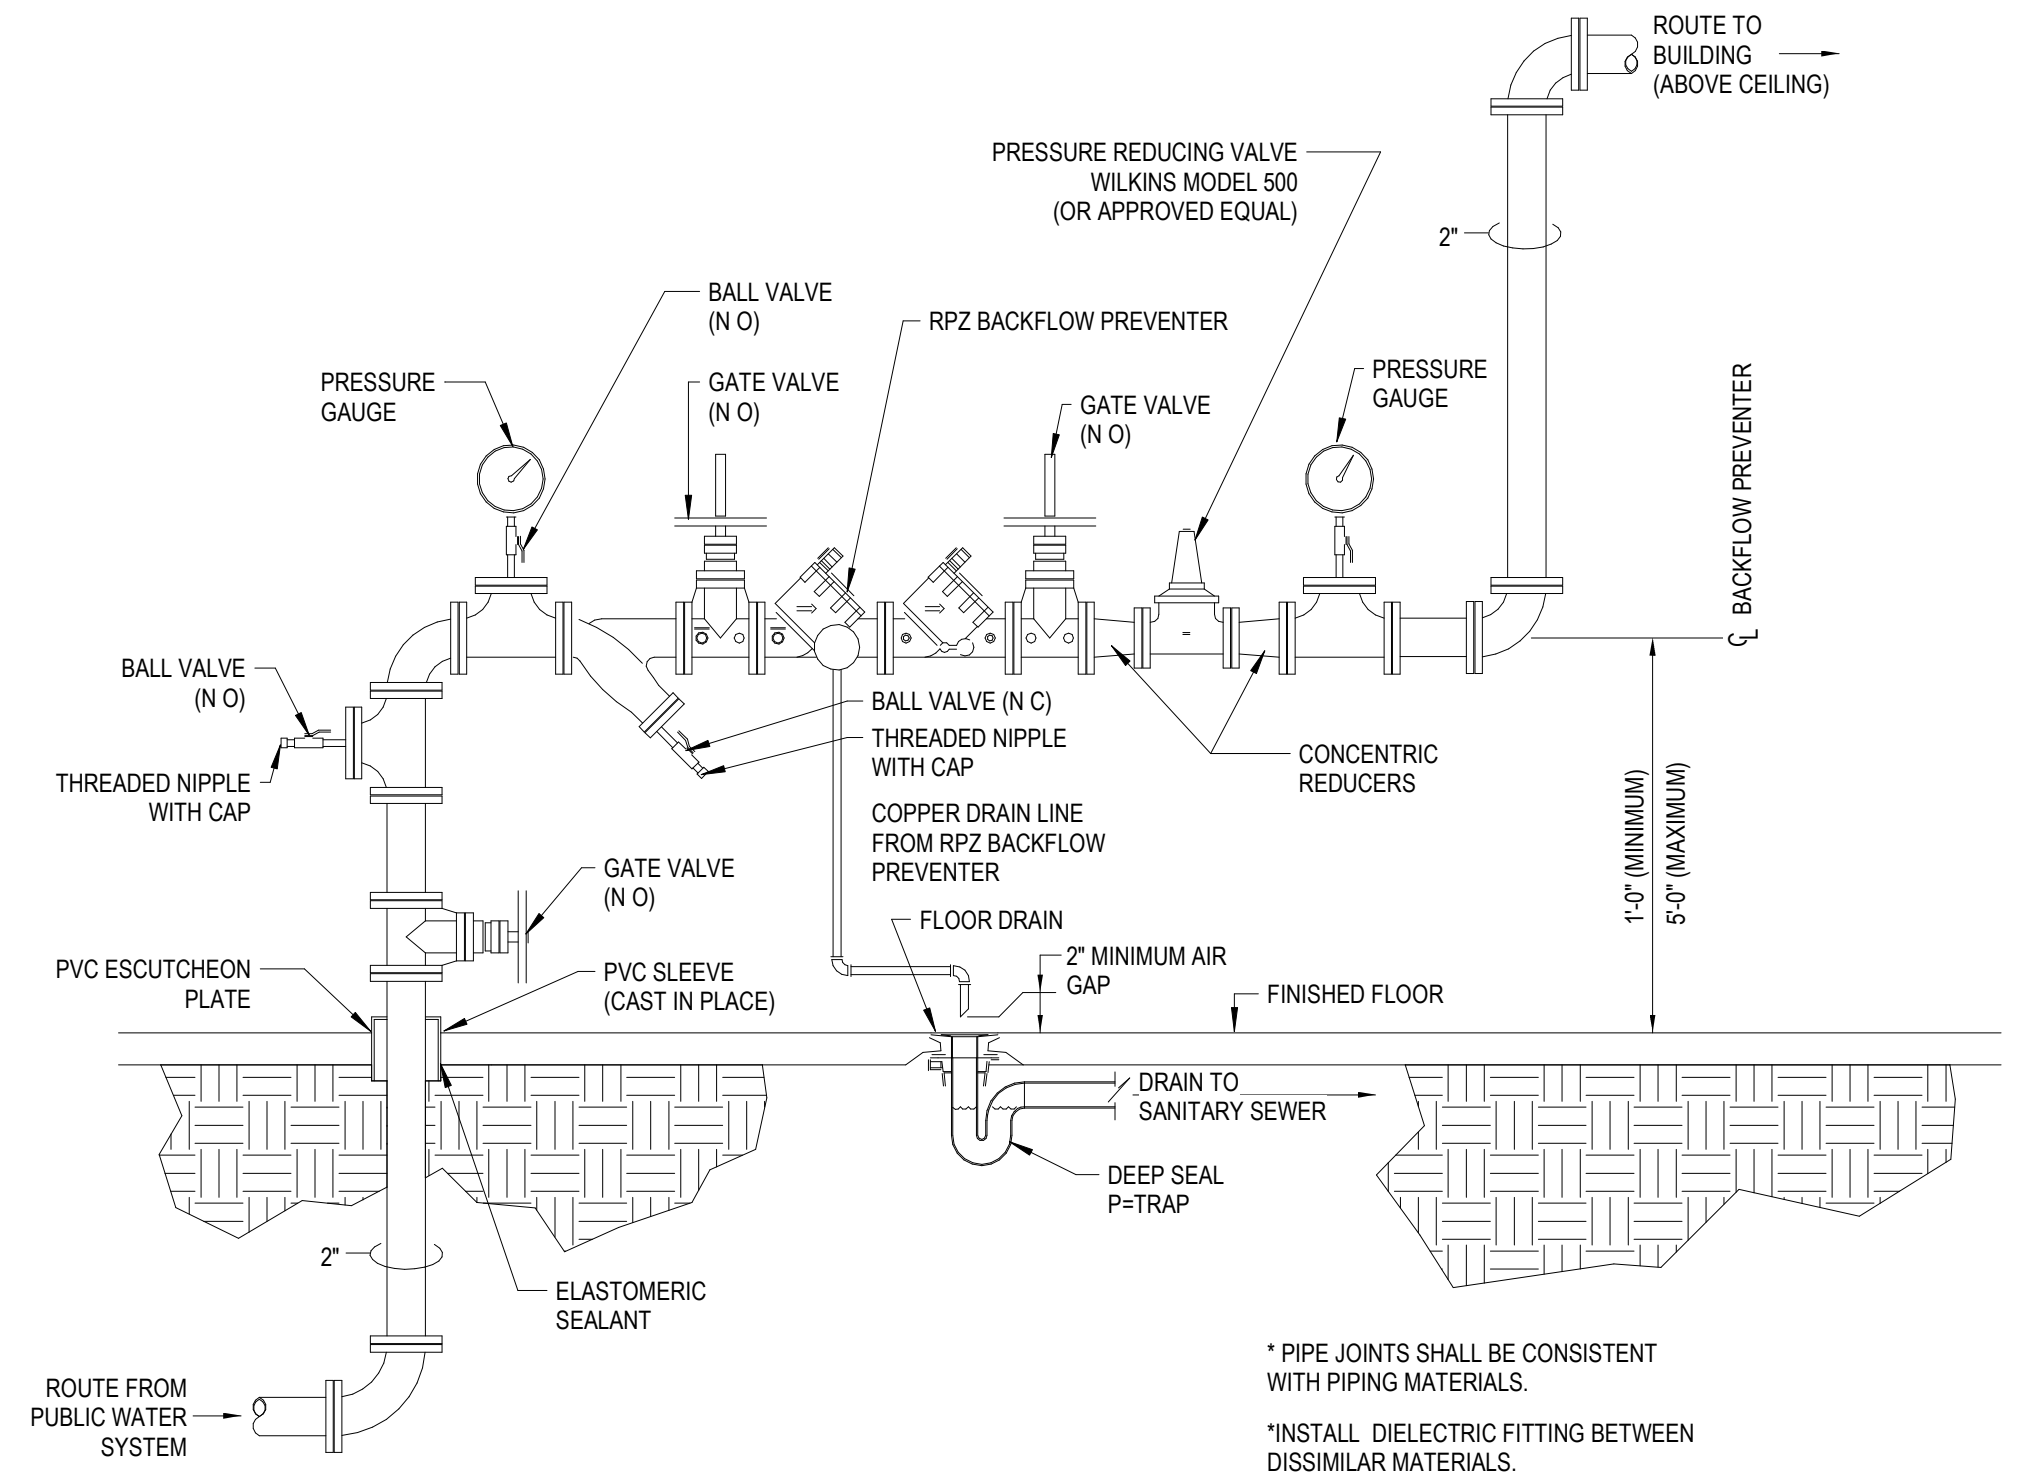 ROUTE TO
BUILDING
(ABOVE CEILING)
PRESSURE REDUCING VALVE
WILKINS MODEL 500
(OR APPROVED EQUAL)
2"
BALL VALVE
(N O)
RPZ BACKFLOW PREVENTER
PRESSURE
GAUGE
GATE VALVE
(N O)
GATE VALVE
(N O)
PRESSURE
GAUGE
CL BACKFLOW PREVENTER
BALL VALVE
(N O)
THREADED NIPPLE
WITH CAP
BALL VALVE (N C)
THREADED NIPPLE
WITH CAP
CONCENTRIC
REDUCERS
1'-0" (MINIMUM)
5'-0" (MAXIMUM)
COPPER DRAIN LINE
FROM RPZ BACKFLOW
PREVENTER
GATE VALVE
(N O)
FLOOR DRAIN
2" MINIMUM AIR
GAP
PVC ESCUTCHEON
PLATE
PVC SLEEVE
(CAST IN PLACE)
FINISHED FLOOR
DRAIN TO
SANITARY SEWER
DEEP SEAL
P=TRAP
2"
ELASTOMERIC
SEALANT
ROUTE FROM
PUBLIC WATER
SYSTEM
* PIPE JOINTS SHALL BE CONSISTENT
WITH PIPING MATERIALS.
*INSTALL DIELECTRIC FITTING BETWEEN
DISSIMILAR MATERIALS.